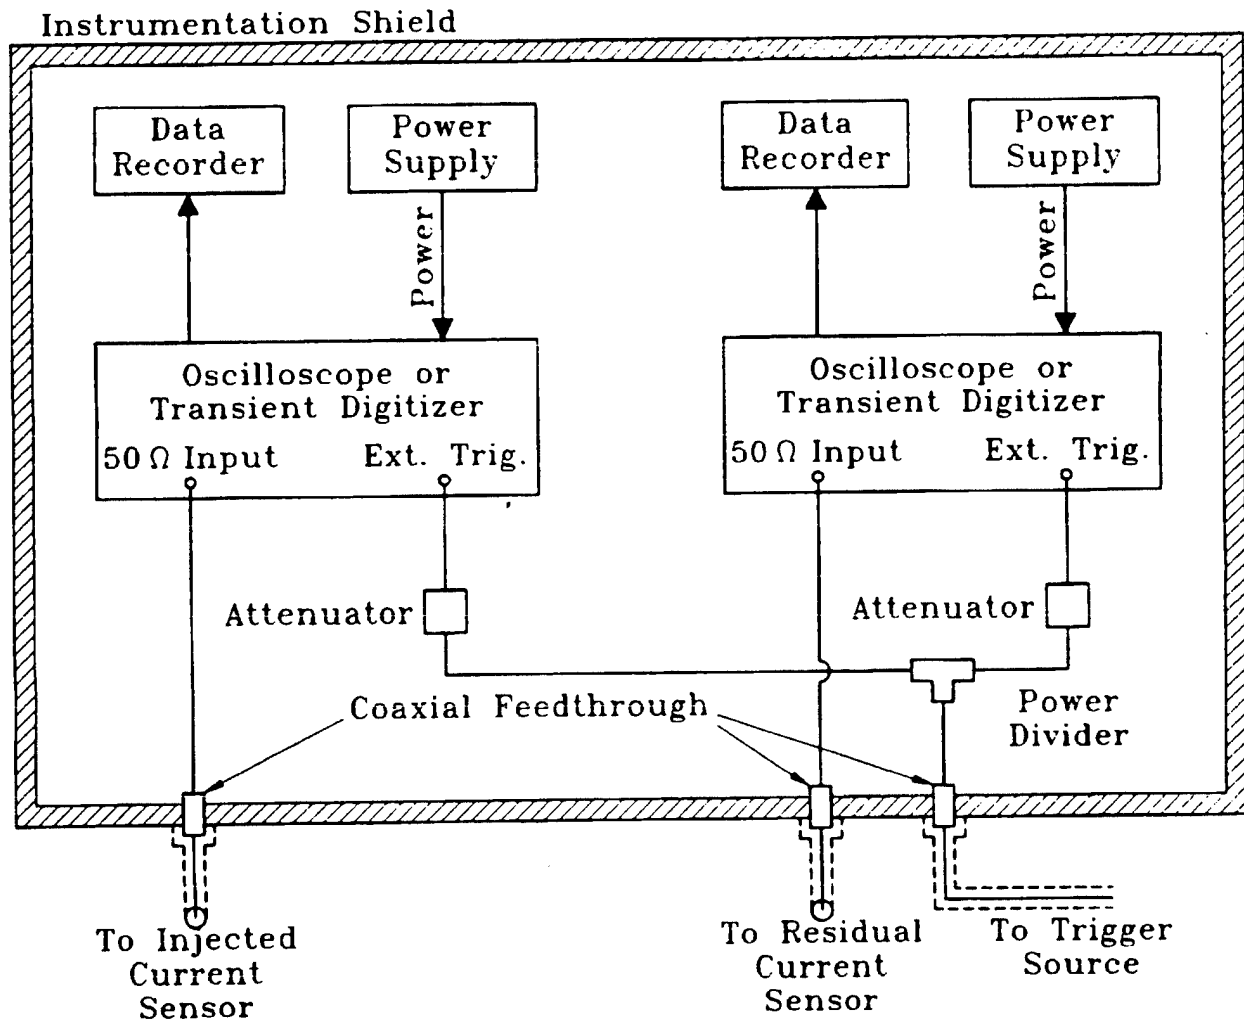 Instrumentation Shield
Data
Recorder
Power
Supply
Data
Recorder
Power
Supply
Power
Power
Oscilloscope or
Transient Digitizer
50 Ω Input
Ext. Trig.
Oscilloscope or
Transient Digitizer
50 Ω Input
Ext. Trig.
Attenuator
Attenuator
Coaxial Feedthrough
Power
Divider
To Injected
Current
Sensor
To Residual
Current
Sensor
To Trigger
Source